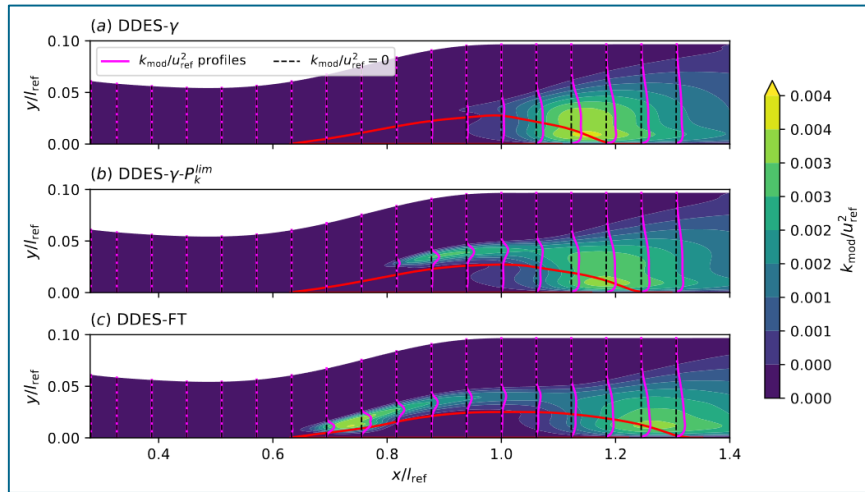 (a) DDES-γ
0.10
0.05
0.00
y/l_ref
k_mod/u²_ref profiles
k_mod/u²_ref = 0
(b) DDES-γ-P_k^lim
0.10
0.05
0.00
y/l_ref
(c) DDES-FT
0.10
0.05
0.00
y/l_ref
0.4 0.6 0.8 1.0 1.2 1.4
x/l_ref
0.004
0.004
0.003
0.003
0.002
0.002
0.001
0.001
0.000
0.000
k_mod/u²_ref